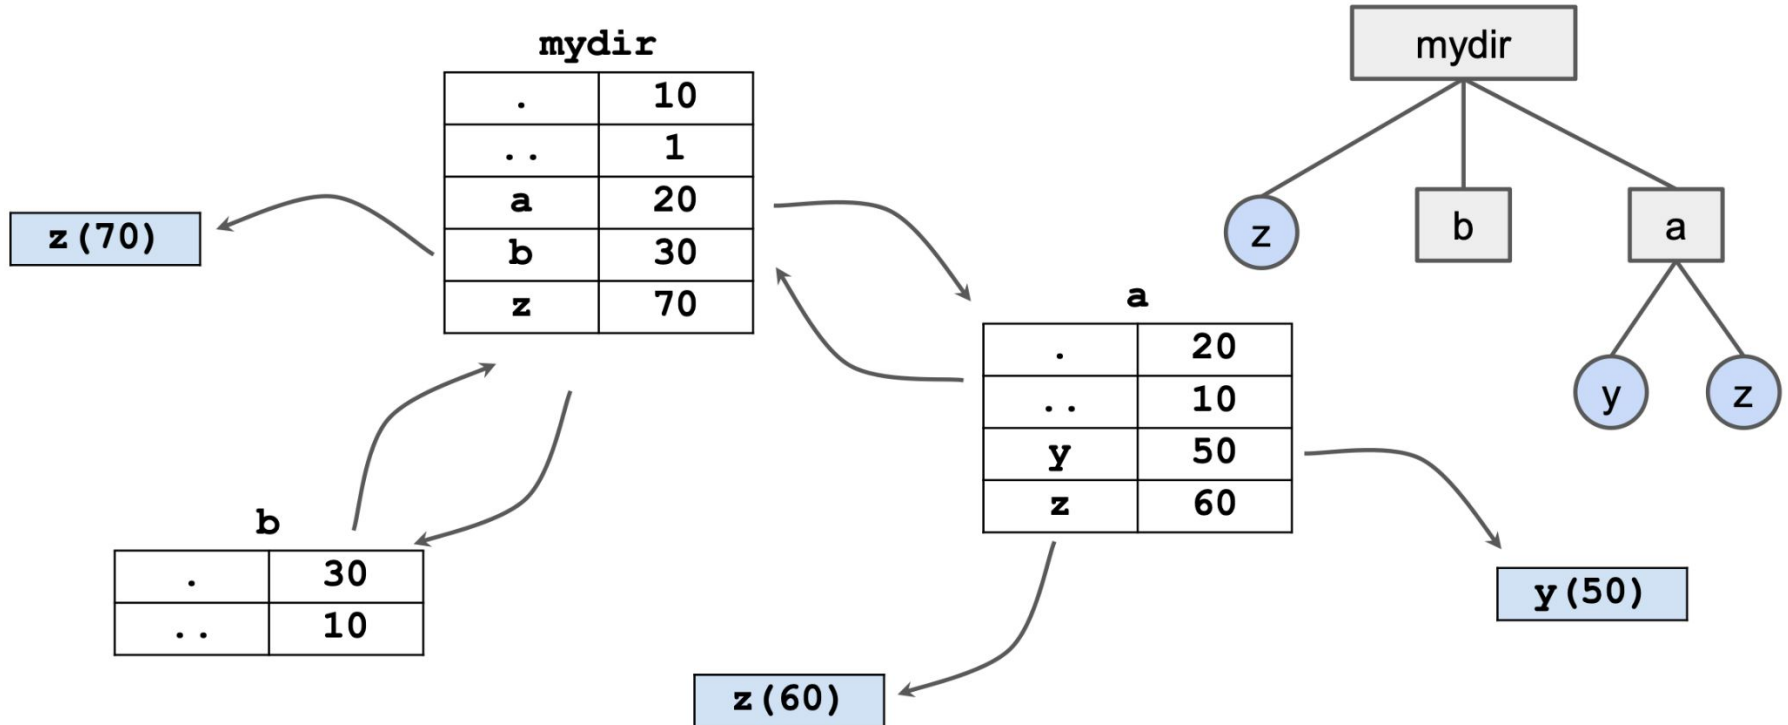 mydir
. 10
.. 1
a 20
b 30
z 70
z(70)
b
. 30
.. 10
a
. 20
.. 10
y 50
z 60
y(50)
z(60)
mydir
z b a
y z